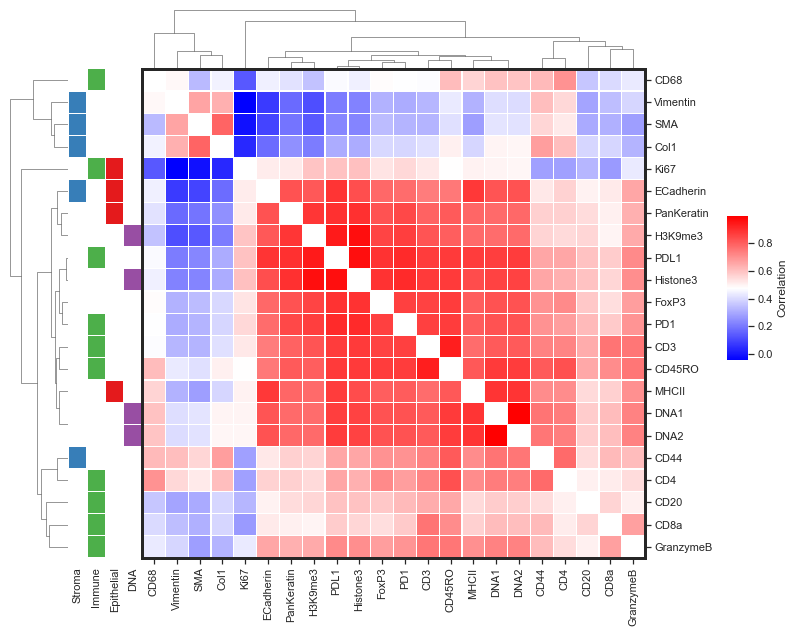 CD68
Vimentin
SMA
Col1
Ki67
ECadherin
PanKeratin
H3K9me3
PDL1
Histone3
FoxP3
PD1
CD3
CD45RO
MHCII
DNA1
DNA2
CD44
CD4
CD20
CD8a
GranzymeB
0.8
0.6
0.4
0.2
0.0
Correlation
Stroma
Immune
Epithelial
DNA
CD68
Vimentin
SMA
Col1
Ki67
ECadherin
PanKeratin
H3K9me3
PDL1
Histone3
FoxP3
PD1
CD3
CD45RO
MHCII
DNA1
DNA2
CD44
CD4
CD20
CD8a
GranzymeB